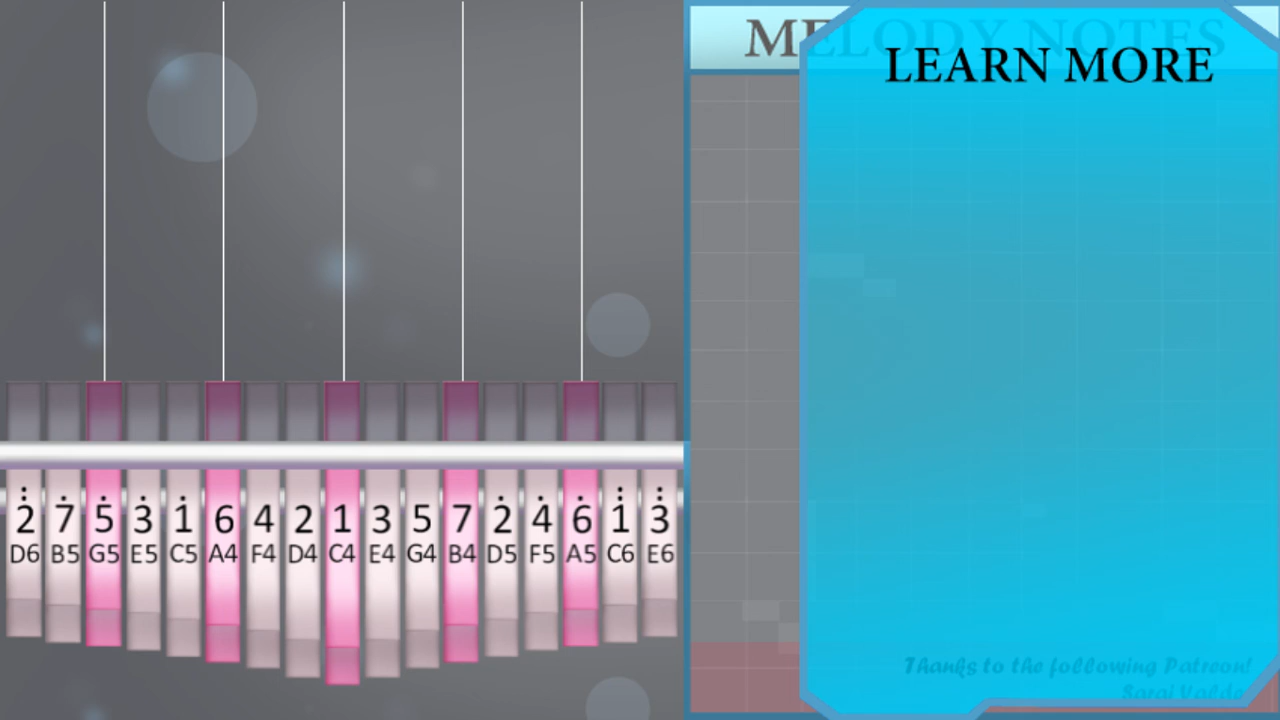 MELODY NOTES
LEARN MORE
2 7 5 3 1 6 4 2 1 3 5 7 2 4 6 1 3
D6 B5 G5 E5 C5 A4 F4 D4 C4 E4 G4 B4 D5 F5 A5 C6 E6
Thanks to the following Patreon!
Sarai